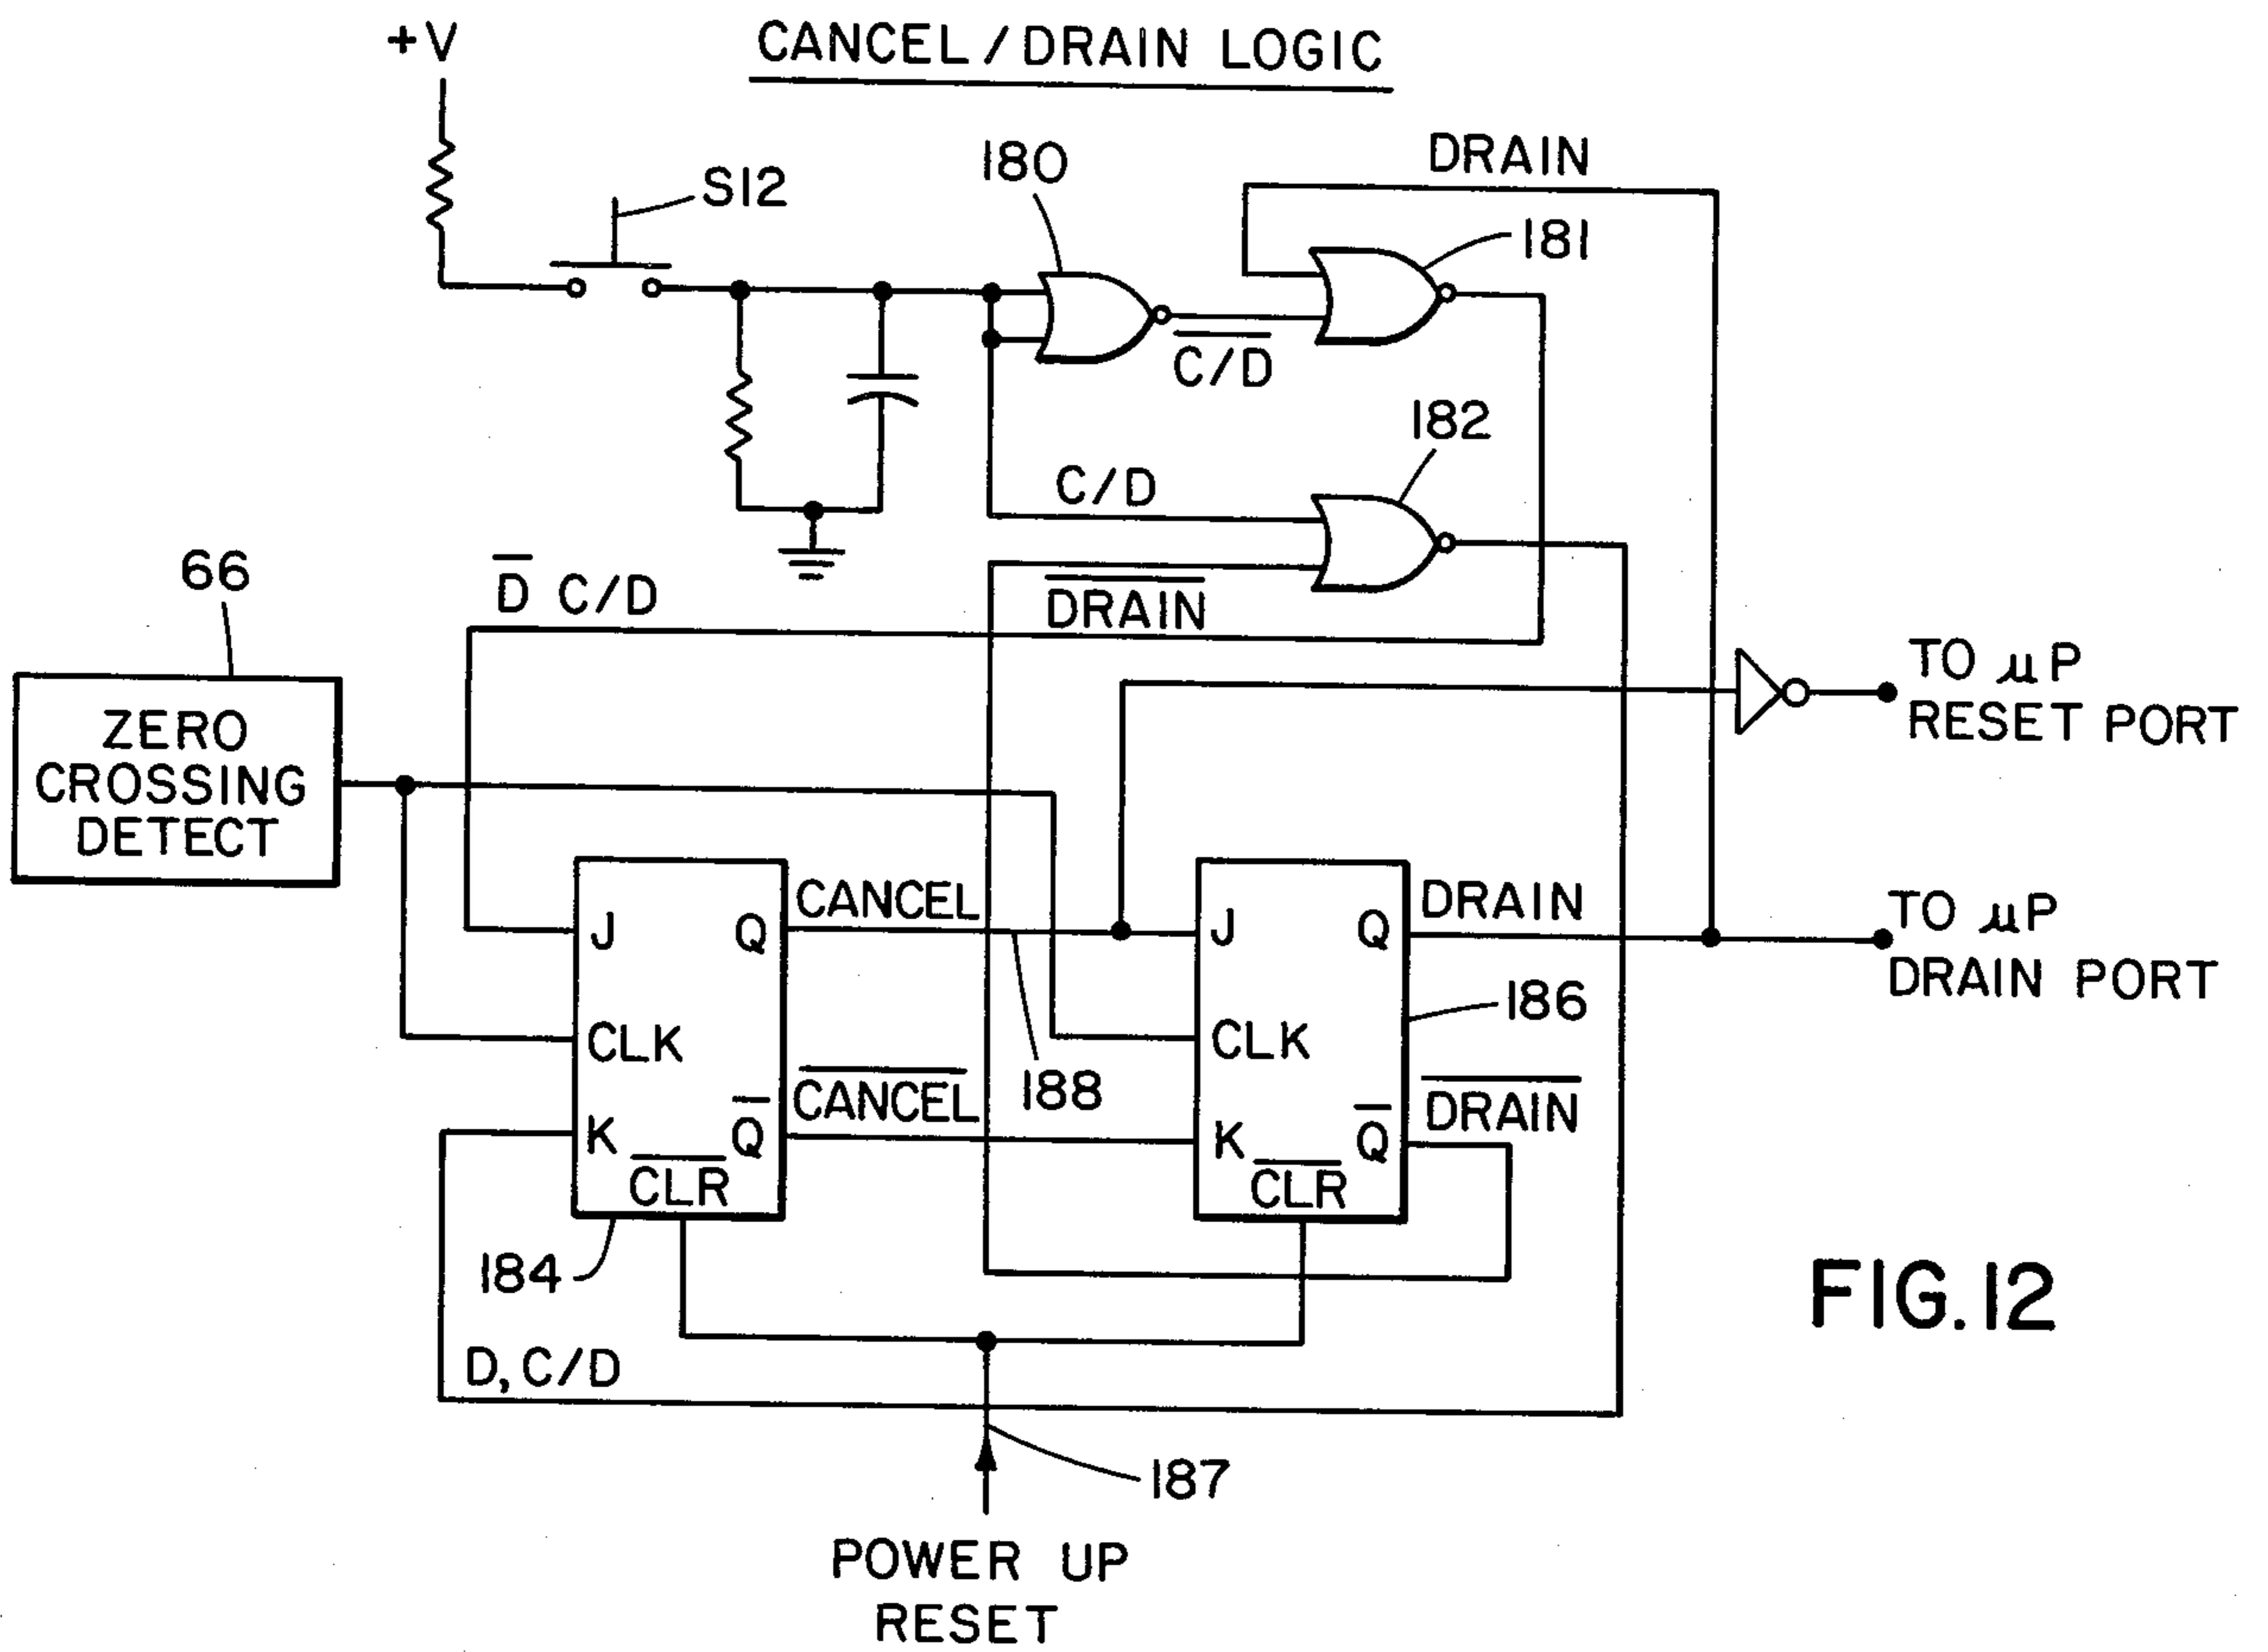 CANCEL/DRAIN LOGIC
+V
S12
180
DRAIN
181
C/D
182
C/D
DRAIN
D C/D
66
ZERO
CROSSING
DETECT
TO μP
RESET PORT
J
Q
CANCEL
188
CLK
K
Q
CANCEL
CLR
184
J
Q
DRAIN
TO μP
DRAIN PORT
CLK
186
K
Q
DRAIN
CLR
D, C/D
187
POWER UP
RESET
FIG. 12